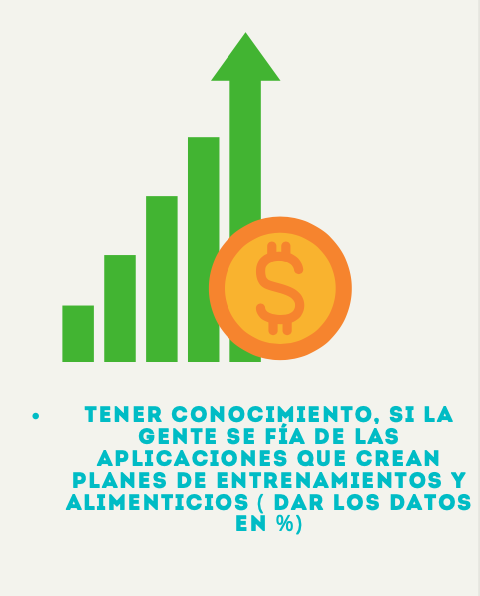 • TENER CONOCIMIENTO, SI LA
GENTE SE FÍA DE LAS
APLICACIONES QUE CREAN
PLANES DE ENTRENAMIENTOS Y
ALIMENTICIOS ( DAR LOS DATOS
EN %)